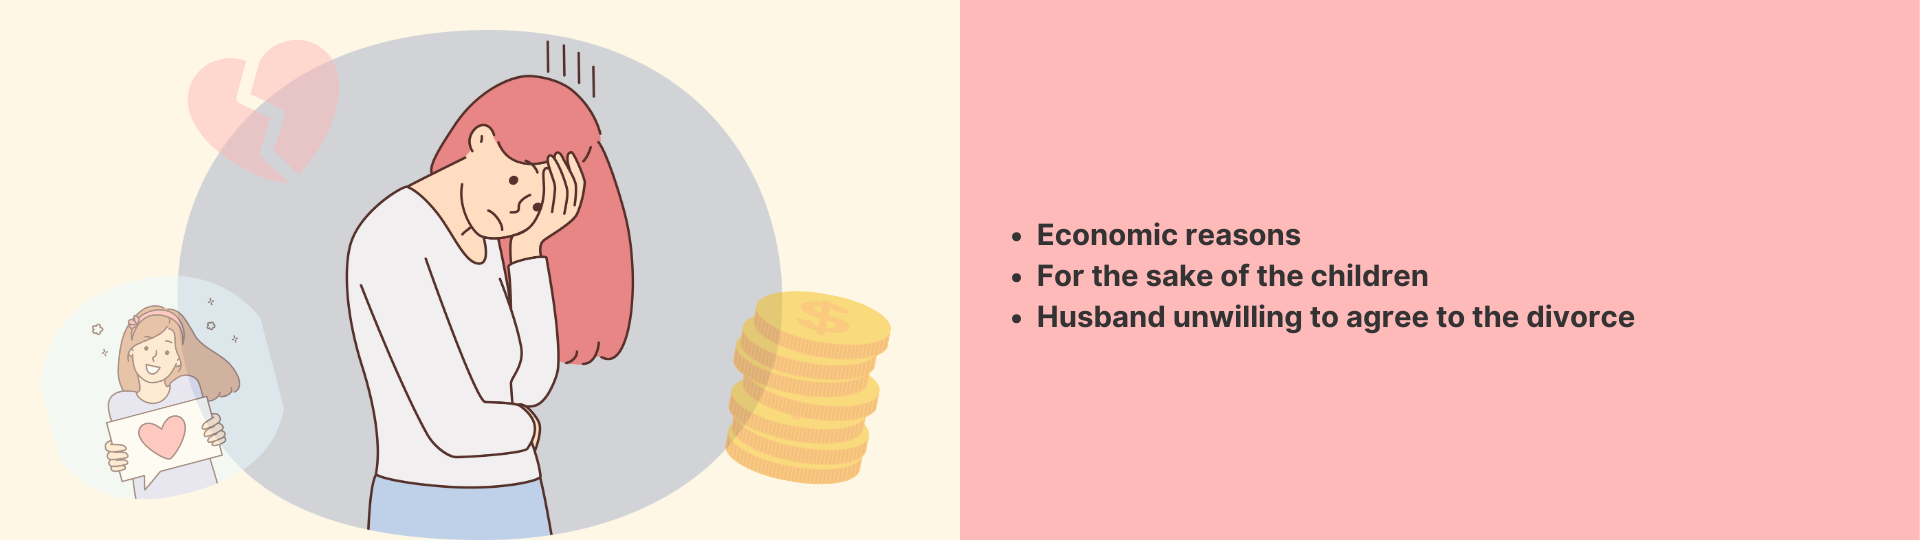 $
• Economic reasons
• For the sake of the children
• Husband unwilling to agree to the divorce